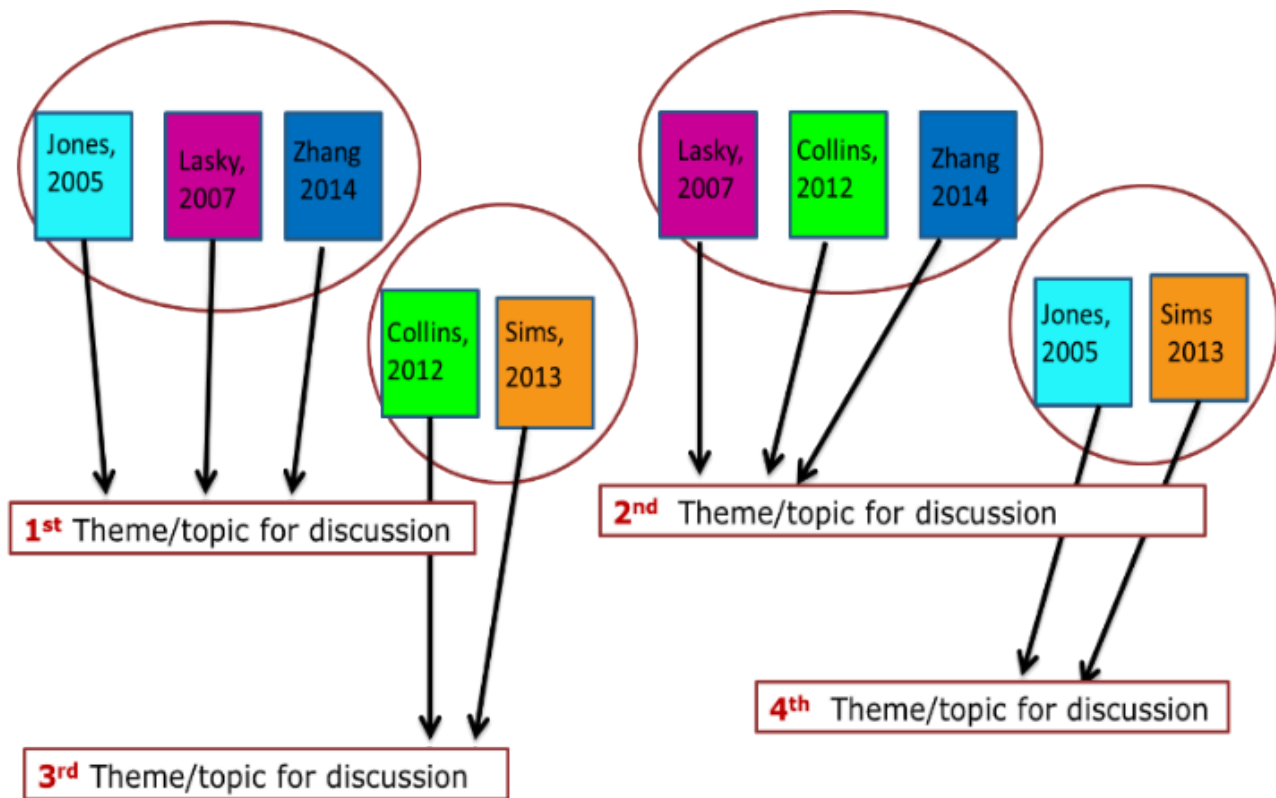 Jones,
2005
Lasky,
2007
Zhang
2014
Collins,
2012
Sims,
2013
1st Theme/topic for discussion
3rd Theme/topic for discussion
Lasky,
2007
Collins,
2012
Zhang
2014
Jones,
2005
Sims
2013
2nd Theme/topic for discussion
4th Theme/topic for discussion